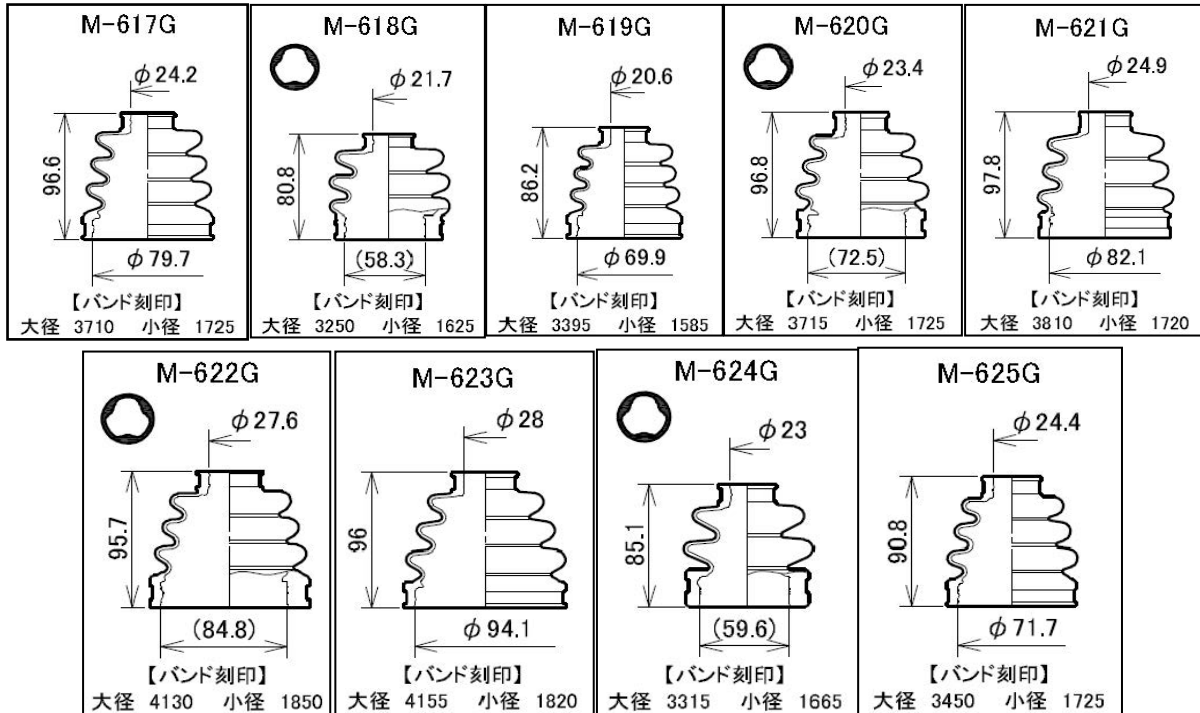 M-617G
φ24.2
96.6
φ79.7
【バンド刻印】
大径 3710 小径 1725
M-618G
φ21.7
80.8
(58.3)
【バンド刻印】
大径 3250 小径 1625
M-619G
φ20.6
86.2
φ69.9
【バンド刻印】
大径 3395 小径 1585
M-620G
φ23.4
96.8
(72.5)
【バンド刻印】
大径 3715 小径 1725
M-621G
φ24.9
97.8
φ82.1
【バンド刻印】
大径 3810 小径 1720
M-622G
φ27.6
95.7
(84.8)
【バンド刻印】
大径 4130 小径 1850
M-623G
φ28
96
φ94.1
【バンド刻印】
大径 4155 小径 1820
M-624G
φ23
85.1
(59.6)
【バンド刻印】
大径 3315 小径 1665
M-625G
φ24.4
90.8
φ71.7
【バンド刻印】
大径 3450 小径 1725